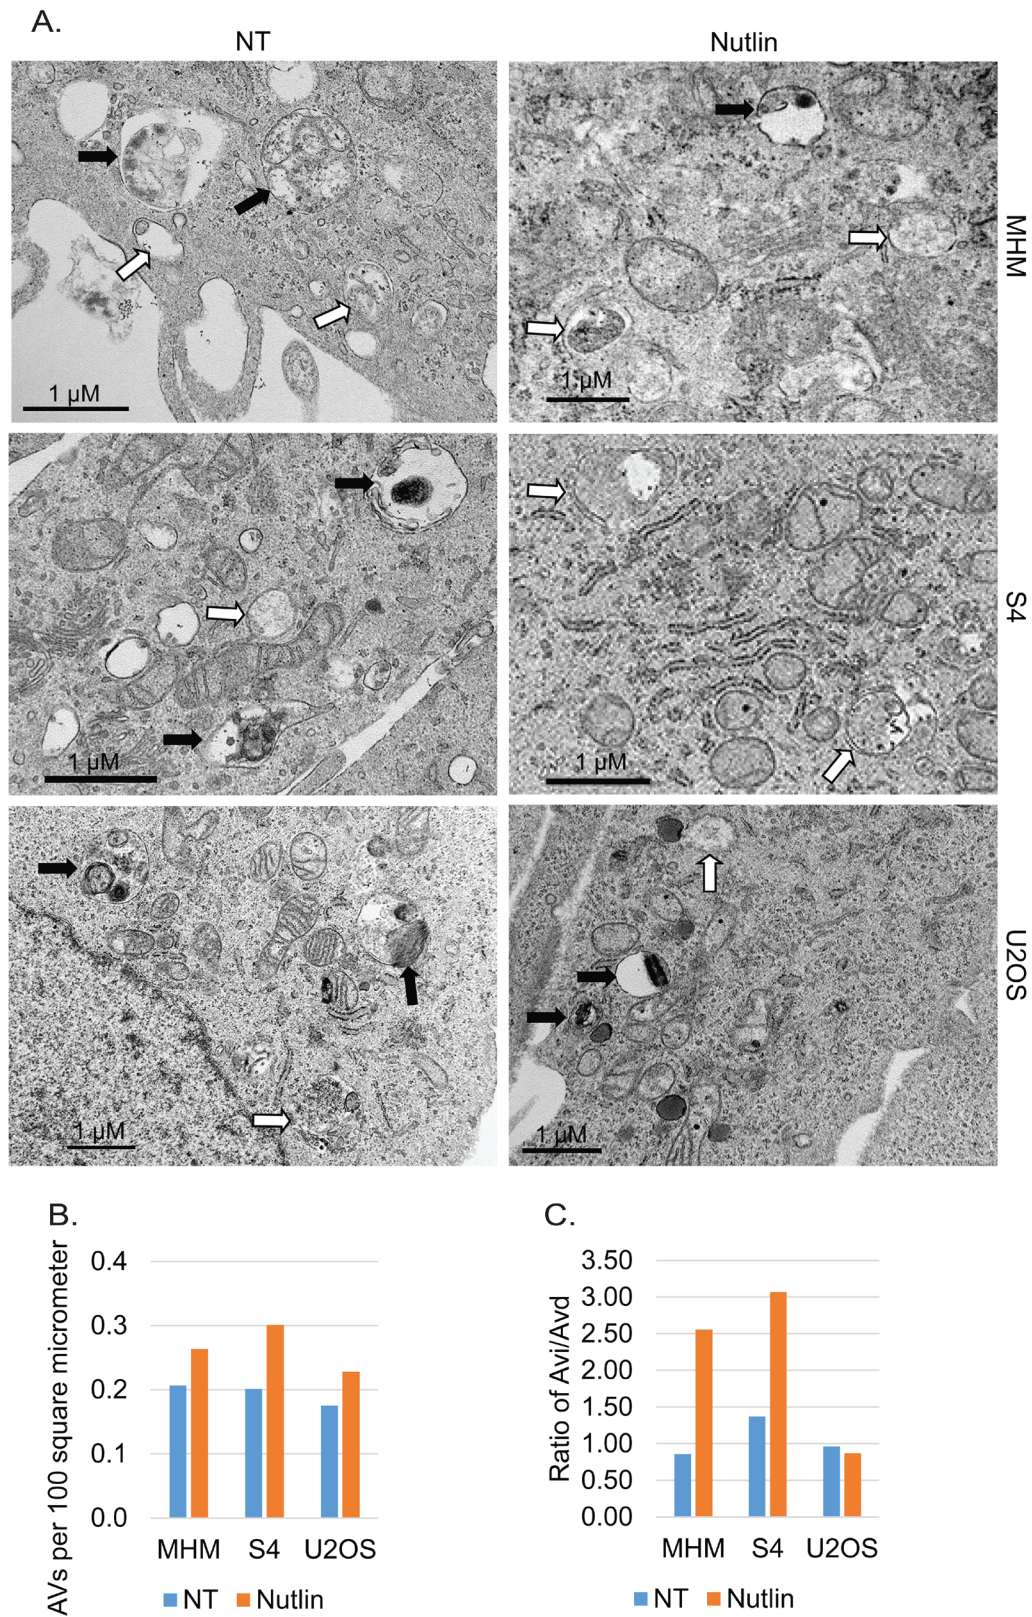 A.
NT
Nutlin
MHM
1 µM
1 µM
S4
1 µM
1 µM
U2OS
1 µM
1 µM
B.
AVs per 100 square micrometer
0.4
0.3
0.2
0.1
0.0
MHM S4 U2OS
NT Nutlin
C.
Ratio of Avi/Avd
3.50
3.00
2.50
2.00
1.50
1.00
0.50
0.00
MHM S4 U2OS
NT Nutlin